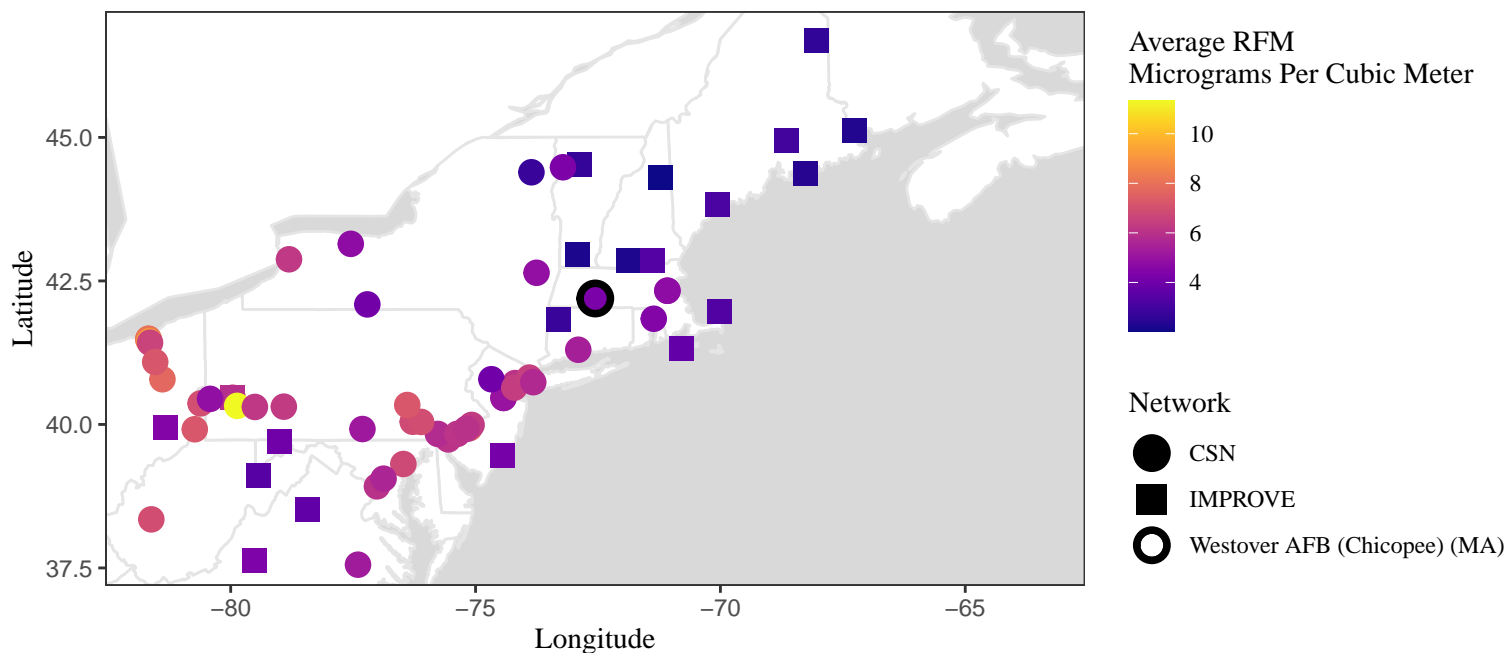 45.0
42.5
40.0
37.5
Latitude
−80
−75
−70
−65
Longitude
Average RFM
Micrograms Per Cubic Meter
10
8
6
4
Network
CSN
IMPROVE
Westover AFB (Chicopee) (MA)